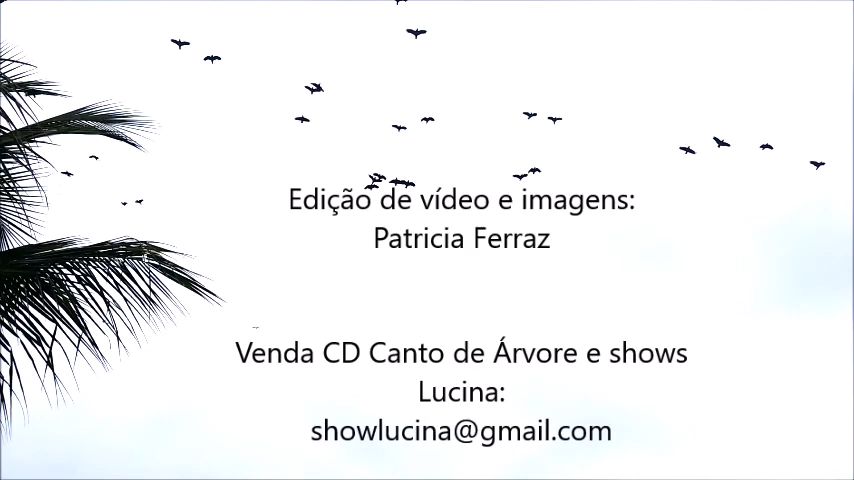 Edição de vídeo e imagens:
Patricia Ferraz
Venda CD Canto de Árvore e shows
Lucina:
showlucina@gmail.com